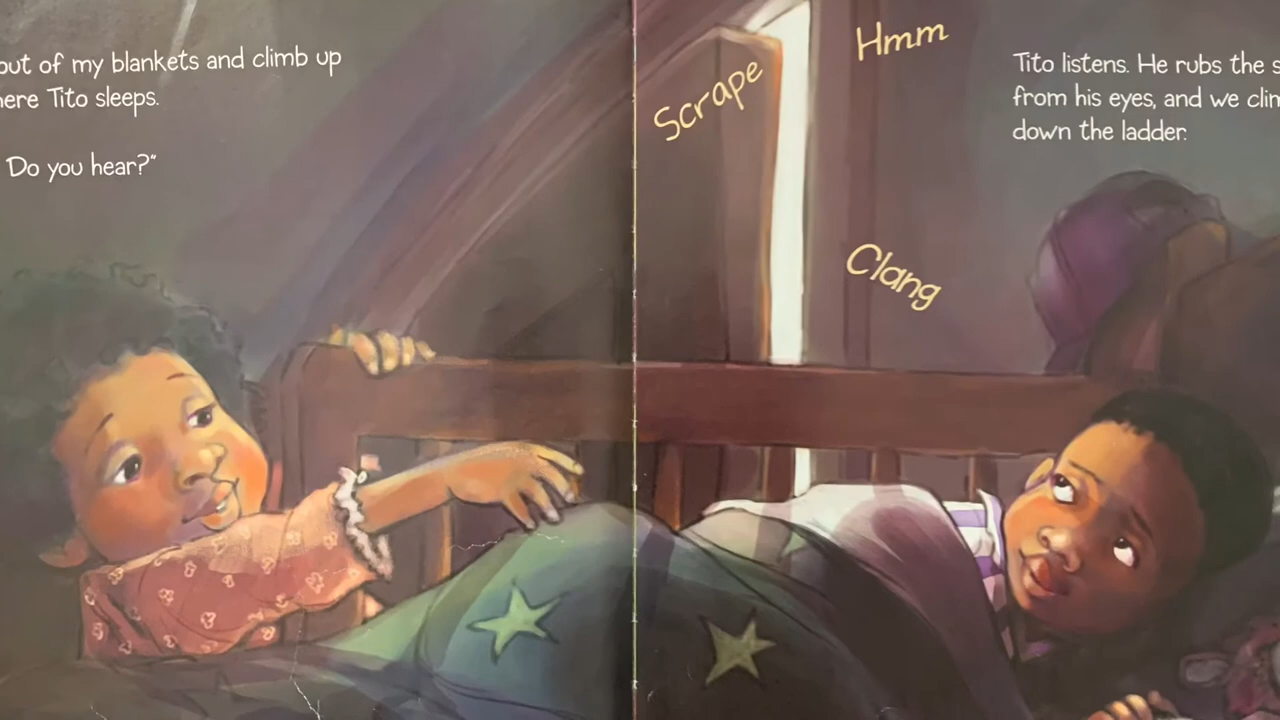 out of my blankets and climb up
here Tito sleeps.
Do you hear?"
Scrape
Hmm
Clang
Tito listens. He rubs the s
from his eyes, and we clim
down the ladder.